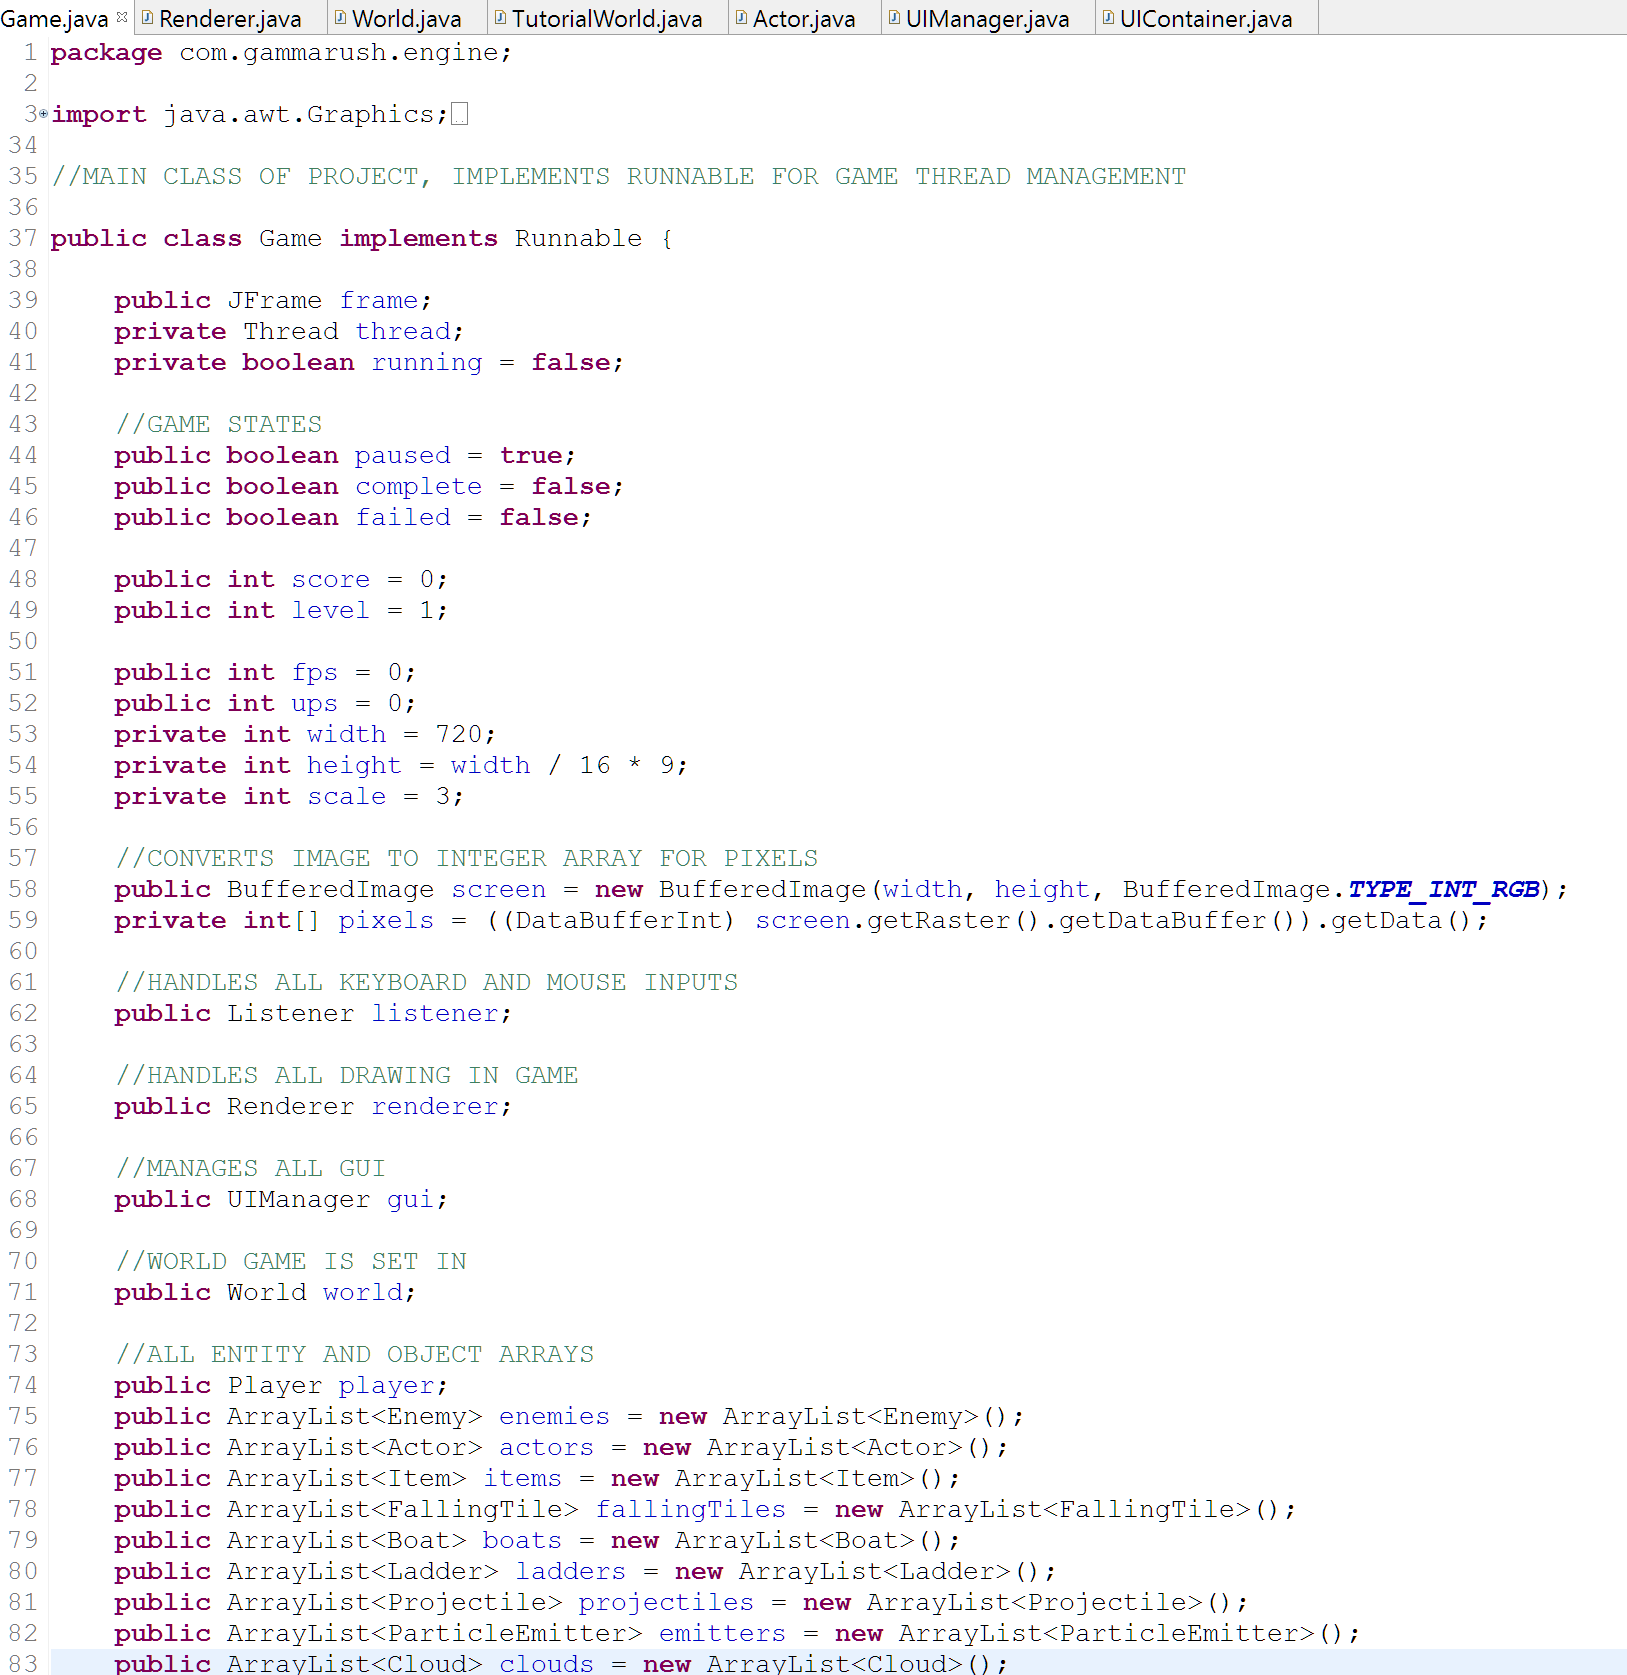 Game.java Renderer.java World.java TutorialWorld.java Actor.java UIManager.java UIContainer.java
1 package com.gammarush.engine;
2
3 import java.awt.Graphics;
34
35 //MAIN CLASS OF PROJECT, IMPLEMENTS RUNNABLE FOR GAME THREAD MANAGEMENT
36
37 public class Game implements Runnable {
38
39     public JFrame frame;
40     private Thread thread;
41     private boolean running = false;
42
43     //GAME STATES
44     public boolean paused = true;
45     public boolean complete = false;
46     public boolean failed = false;
47
48     public int score = 0;
49     public int level = 1;
50
51     public int fps = 0;
52     public int ups = 0;
53     private int width = 720;
54     private int height = width / 16 * 9;
55     private int scale = 3;
56
57     //CONVERTS IMAGE TO INTEGER ARRAY FOR PIXELS
58     public BufferedImage screen = new BufferedImage(width, height, BufferedImage.TYPE_INT_RGB);
59     private int[] pixels = ((DataBufferInt) screen.getRaster().getDataBuffer()).getData();
60
61     //HANDLES ALL KEYBOARD AND MOUSE INPUTS
62     public Listener listener;
63
64     //HANDLES ALL DRAWING IN GAME
65     public Renderer renderer;
66
67     //MANAGES ALL GUI
68     public UIManager gui;
69
70     //WORLD GAME IS SET IN
71     public World world;
72
73     //ALL ENTITY AND OBJECT ARRAYS
74     public Player player;
75     public ArrayList<Enemy> enemies = new ArrayList<Enemy>();
76     public ArrayList<Actor> actors = new ArrayList<Actor>();
77     public ArrayList<Item> items = new ArrayList<Item>();
78     public ArrayList<FallingTile> fallingTiles = new ArrayList<FallingTile>();
79     public ArrayList<Boat> boats = new ArrayList<Boat>();
80     public ArrayList<Ladder> ladders = new ArrayList<Ladder>();
81     public ArrayList<Projectile> projectiles = new ArrayList<Projectile>();
82     public ArrayList<ParticleEmitter> emitters = new ArrayList<ParticleEmitter>();
83     public ArrayList<Cloud> clouds = new ArrayList<Cloud>();